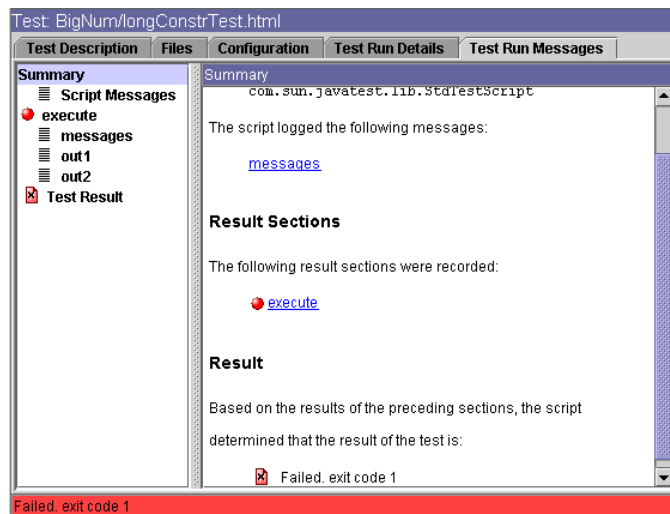 Test: BigNum/longConstrTest.html
Test Description Files Configuration Test Run Details Test Run Messages
Summary
Script Messages
execute
messages
out1
out2
Test Result
Summary
com.sun.javatest.lib.StdTestScript
The script logged the following messages:
messages
Result Sections
The following result sections were recorded:
execute
Result
Based on the results of the preceding sections, the script
determined that the result of the test is:
Failed. exit code 1
Failed. exit code 1